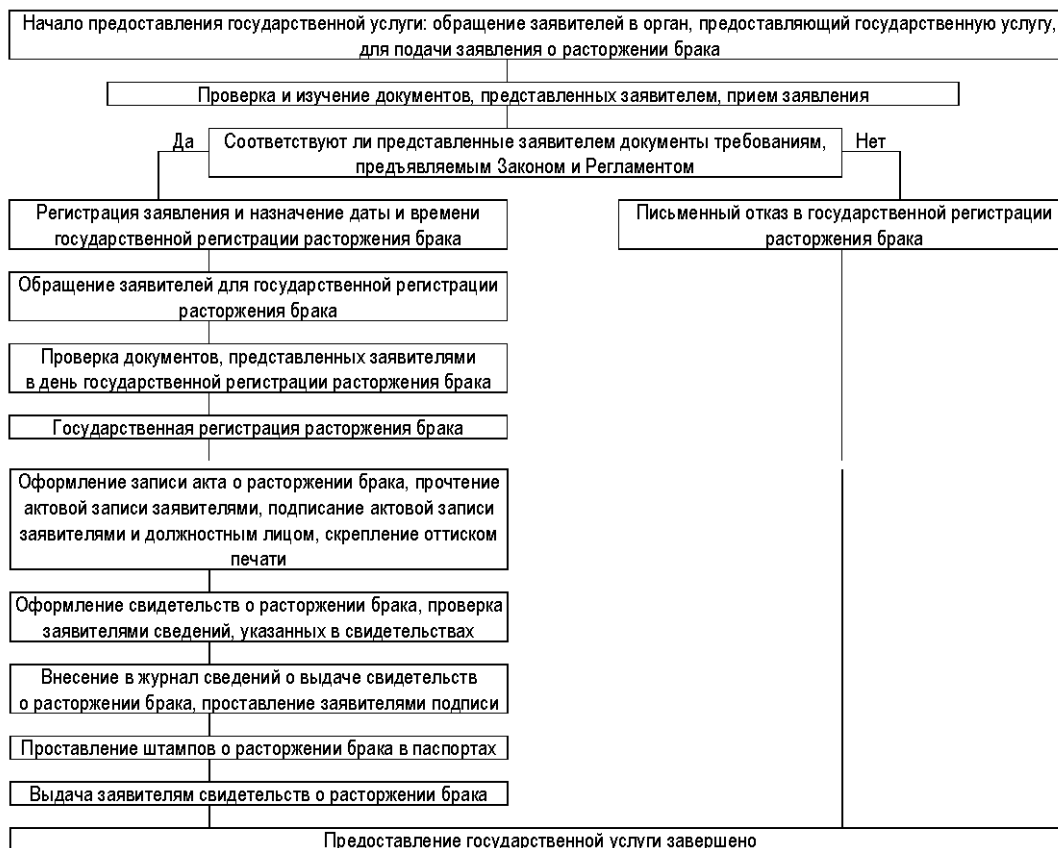 Начало предоставления государственной услуги: обращение заявителей в орган, предоставляющий государственную услугу,
для подачи заявления о расторжении брака
Проверка и изучение документов, представленных заявителем, прием заявления
Да
Соответствуют ли представленные заявителем документы требованиям,
предъявляемым Законом и Регламентом
Нет
Регистрация заявления и назначение даты и времени
государственной регистрации расторжения брака
Письменный отказ в государственной регистрации
расторжения брака
Обращение заявителей для государственной регистрации
расторжения брака
Проверка документов, представленных заявителями
в день государственной регистрации расторжения брака
Государственная регистрация расторжения брака
Оформление записи акта о расторжении брака, прочтение
актовой записи заявителями, подписание актовой записи
заявителями и должностным лицом, скрепление оттиском
печати
Оформление свидетельств о расторжении брака, проверка
заявителями сведений, указанных в свидетельствах
Внесение в журнал сведений о выдаче свидетельств
о расторжении брака, проставление заявителями подписи
Проставление штампов о расторжении брака в паспортах
Выдача заявителям свидетельств о расторжении брака
Предоставление государственной услуги завершено